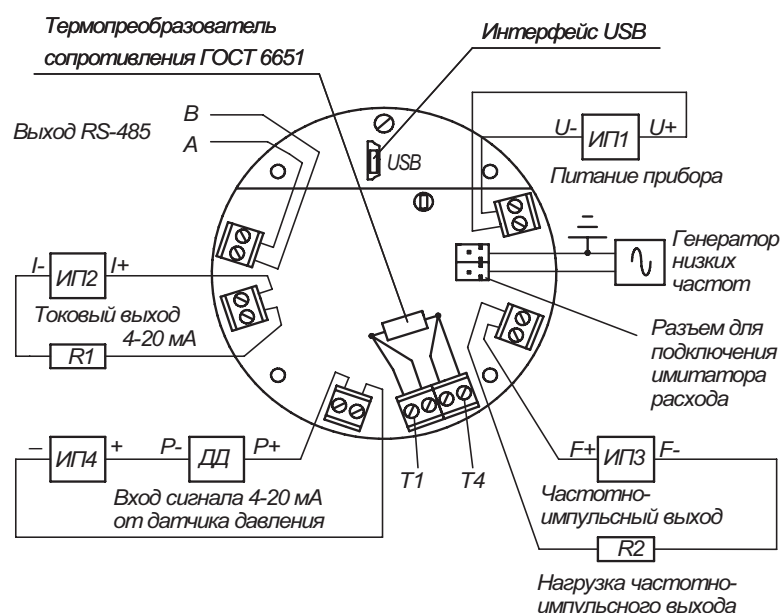 Термопреобразователь
сопротивления ГОСТ 6651
Интерфейс USB
Выход RS-485
B
A
USB
U-
ИП1
U+
Питание прибора
Генератор
низких
частот
I-
ИП2
I+
Токовый выход
4-20 мА
R1
Разъем для
подключения
имитатора
расхода
–
ИП4
+
P-
ДД
P+
Вход сигнала 4-20 мА
от датчика давления
T1
T4
F+
ИП3
F-
Частотно-
импульсный выход
R2
Нагрузка частотно-
импульсного выхода